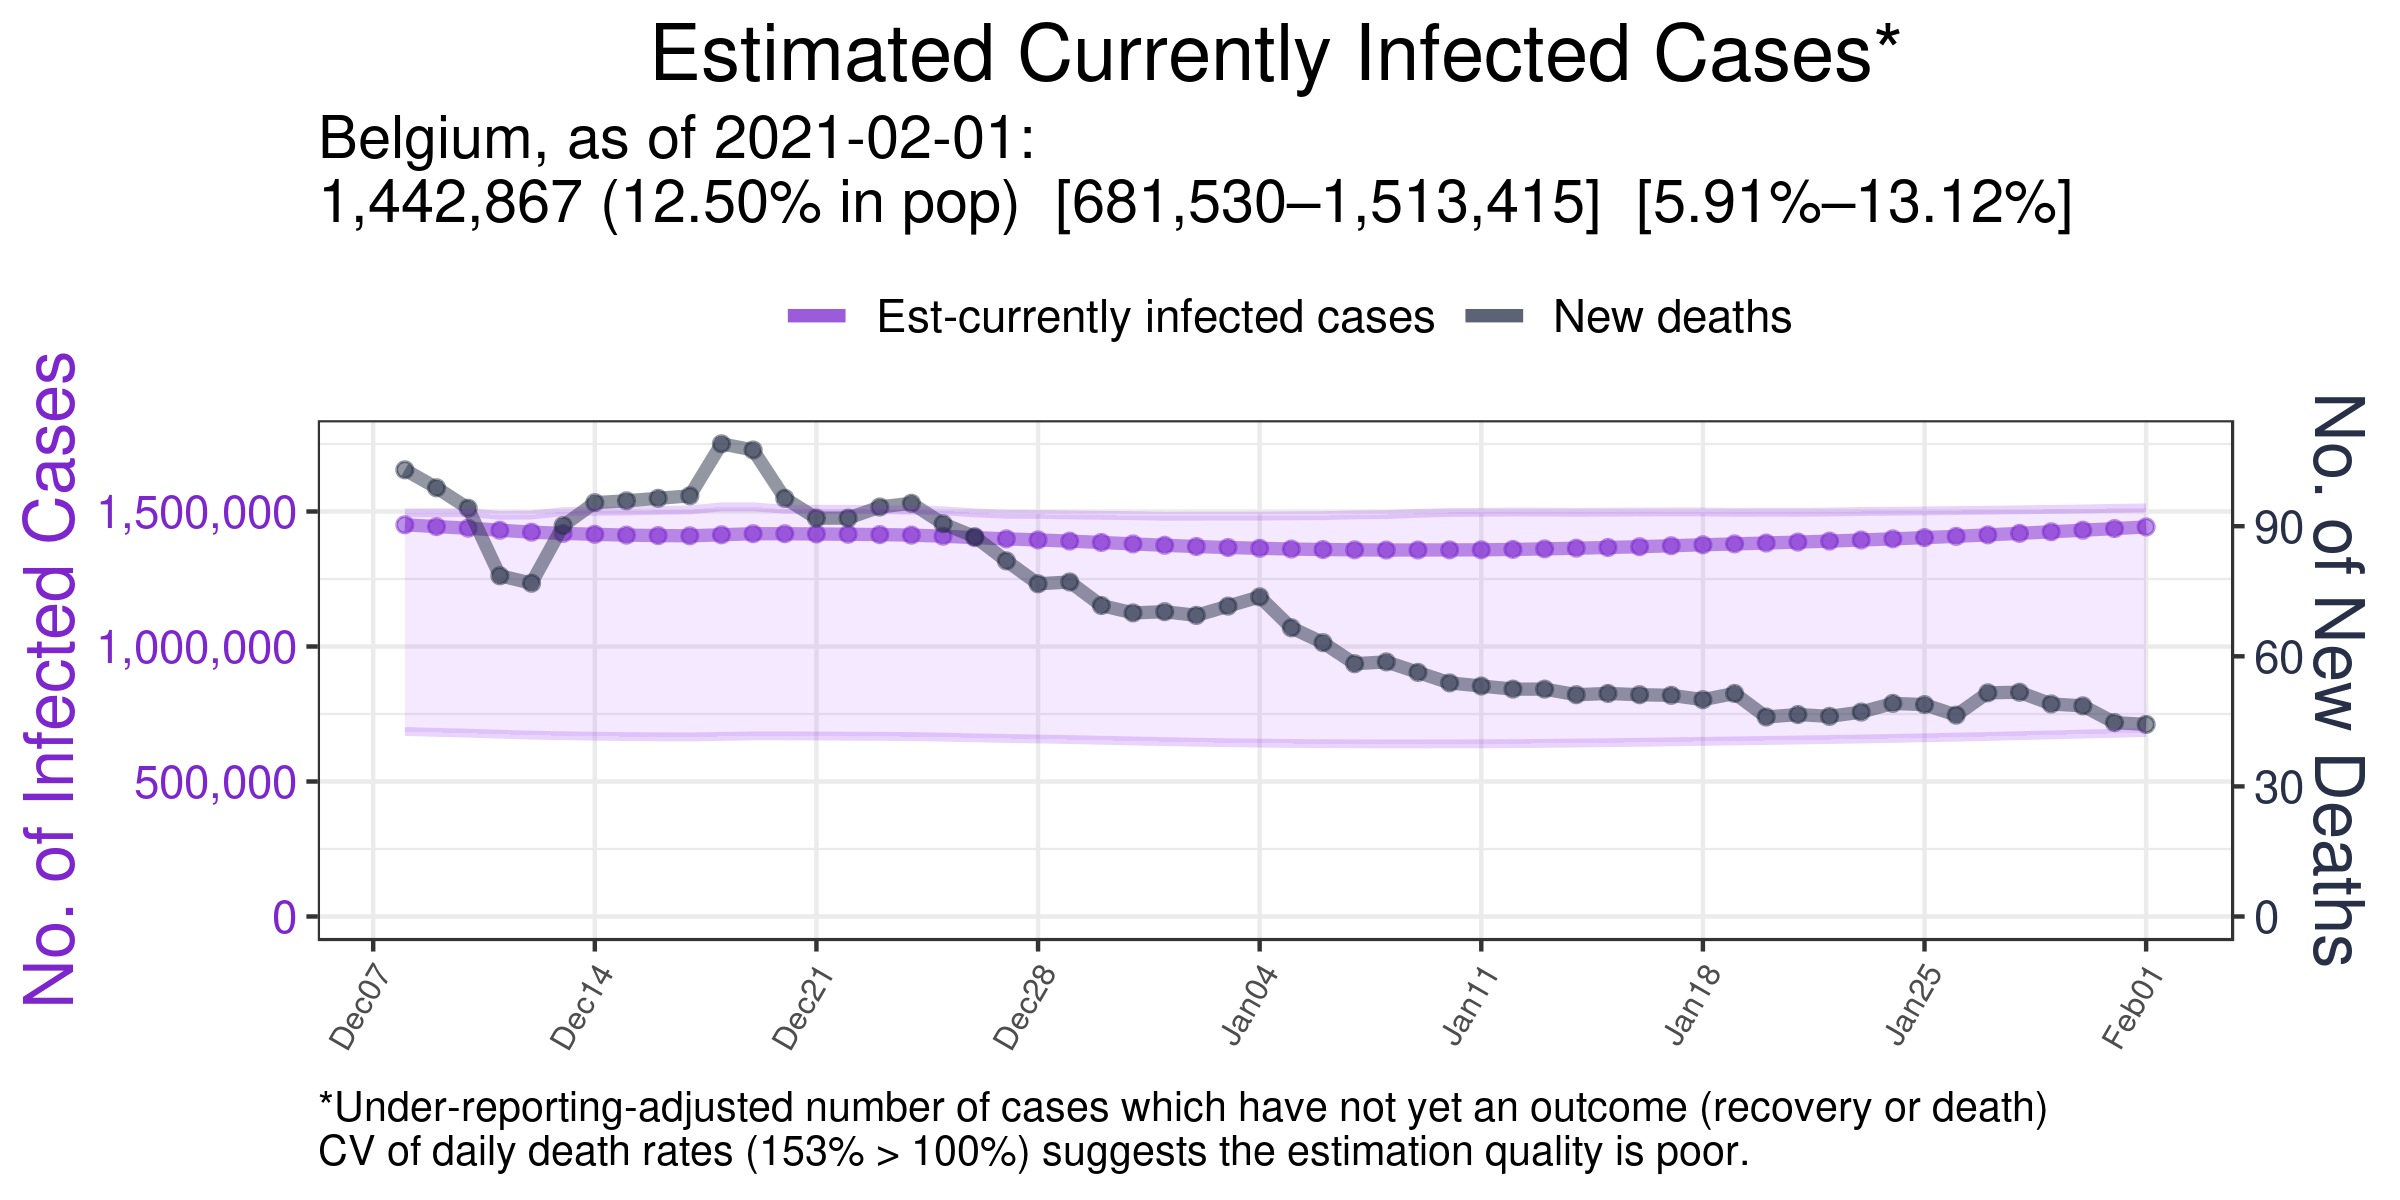 Estimated Currently Infected Cases*
Belgium, as of 2021-02-01:
1,442,867 (12.50% in pop)  [681,530–1,513,415]  [5.91%–13.12%]
Est-currently infected cases
New deaths
No. of Infected Cases
1,500,000
1,000,000
500,000
0
90
60
30
0
No. of New Deaths
Dec07
Dec14
Dec21
Dec28
Jan04
Jan11
Jan18
Jan25
Feb01
*Under-reporting-adjusted number of cases which have not yet an outcome (recovery or death)
CV of daily death rates (153% > 100%) suggests the estimation quality is poor.